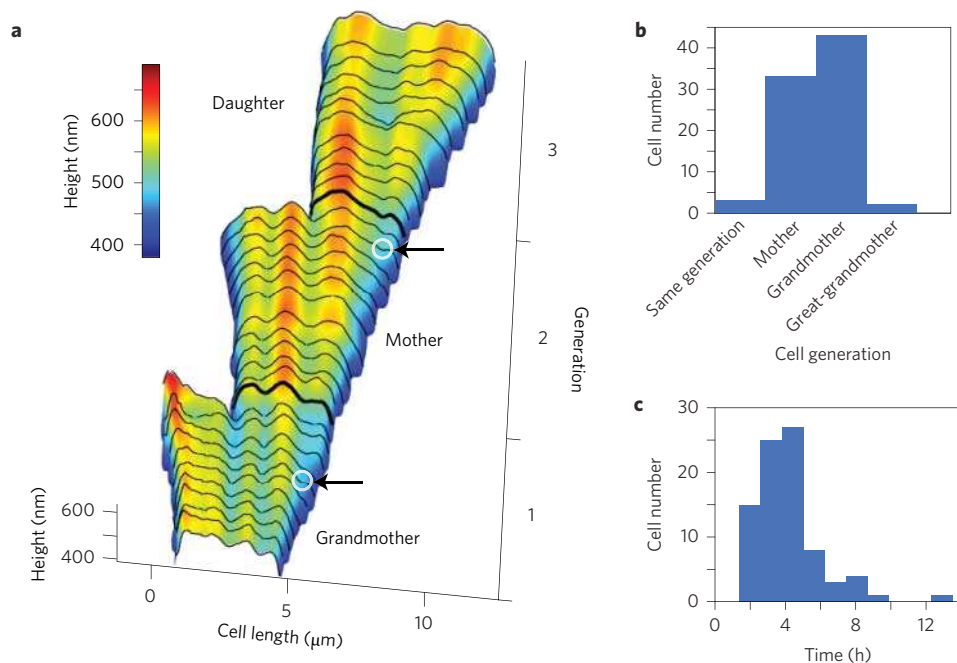 a
Height (nm)
600
500
400
Daughter
Mother
Grandmother
3
2
1
Generation
Height (nm)
600
400
0
5
10
Cell length (μm)
b
Cell number
40
30
20
10
0
Same generation
Mother
Grandmother
Great-grandmother
Cell generation
c
Cell number
30
20
10
0
0
4
8
12
Time (h)